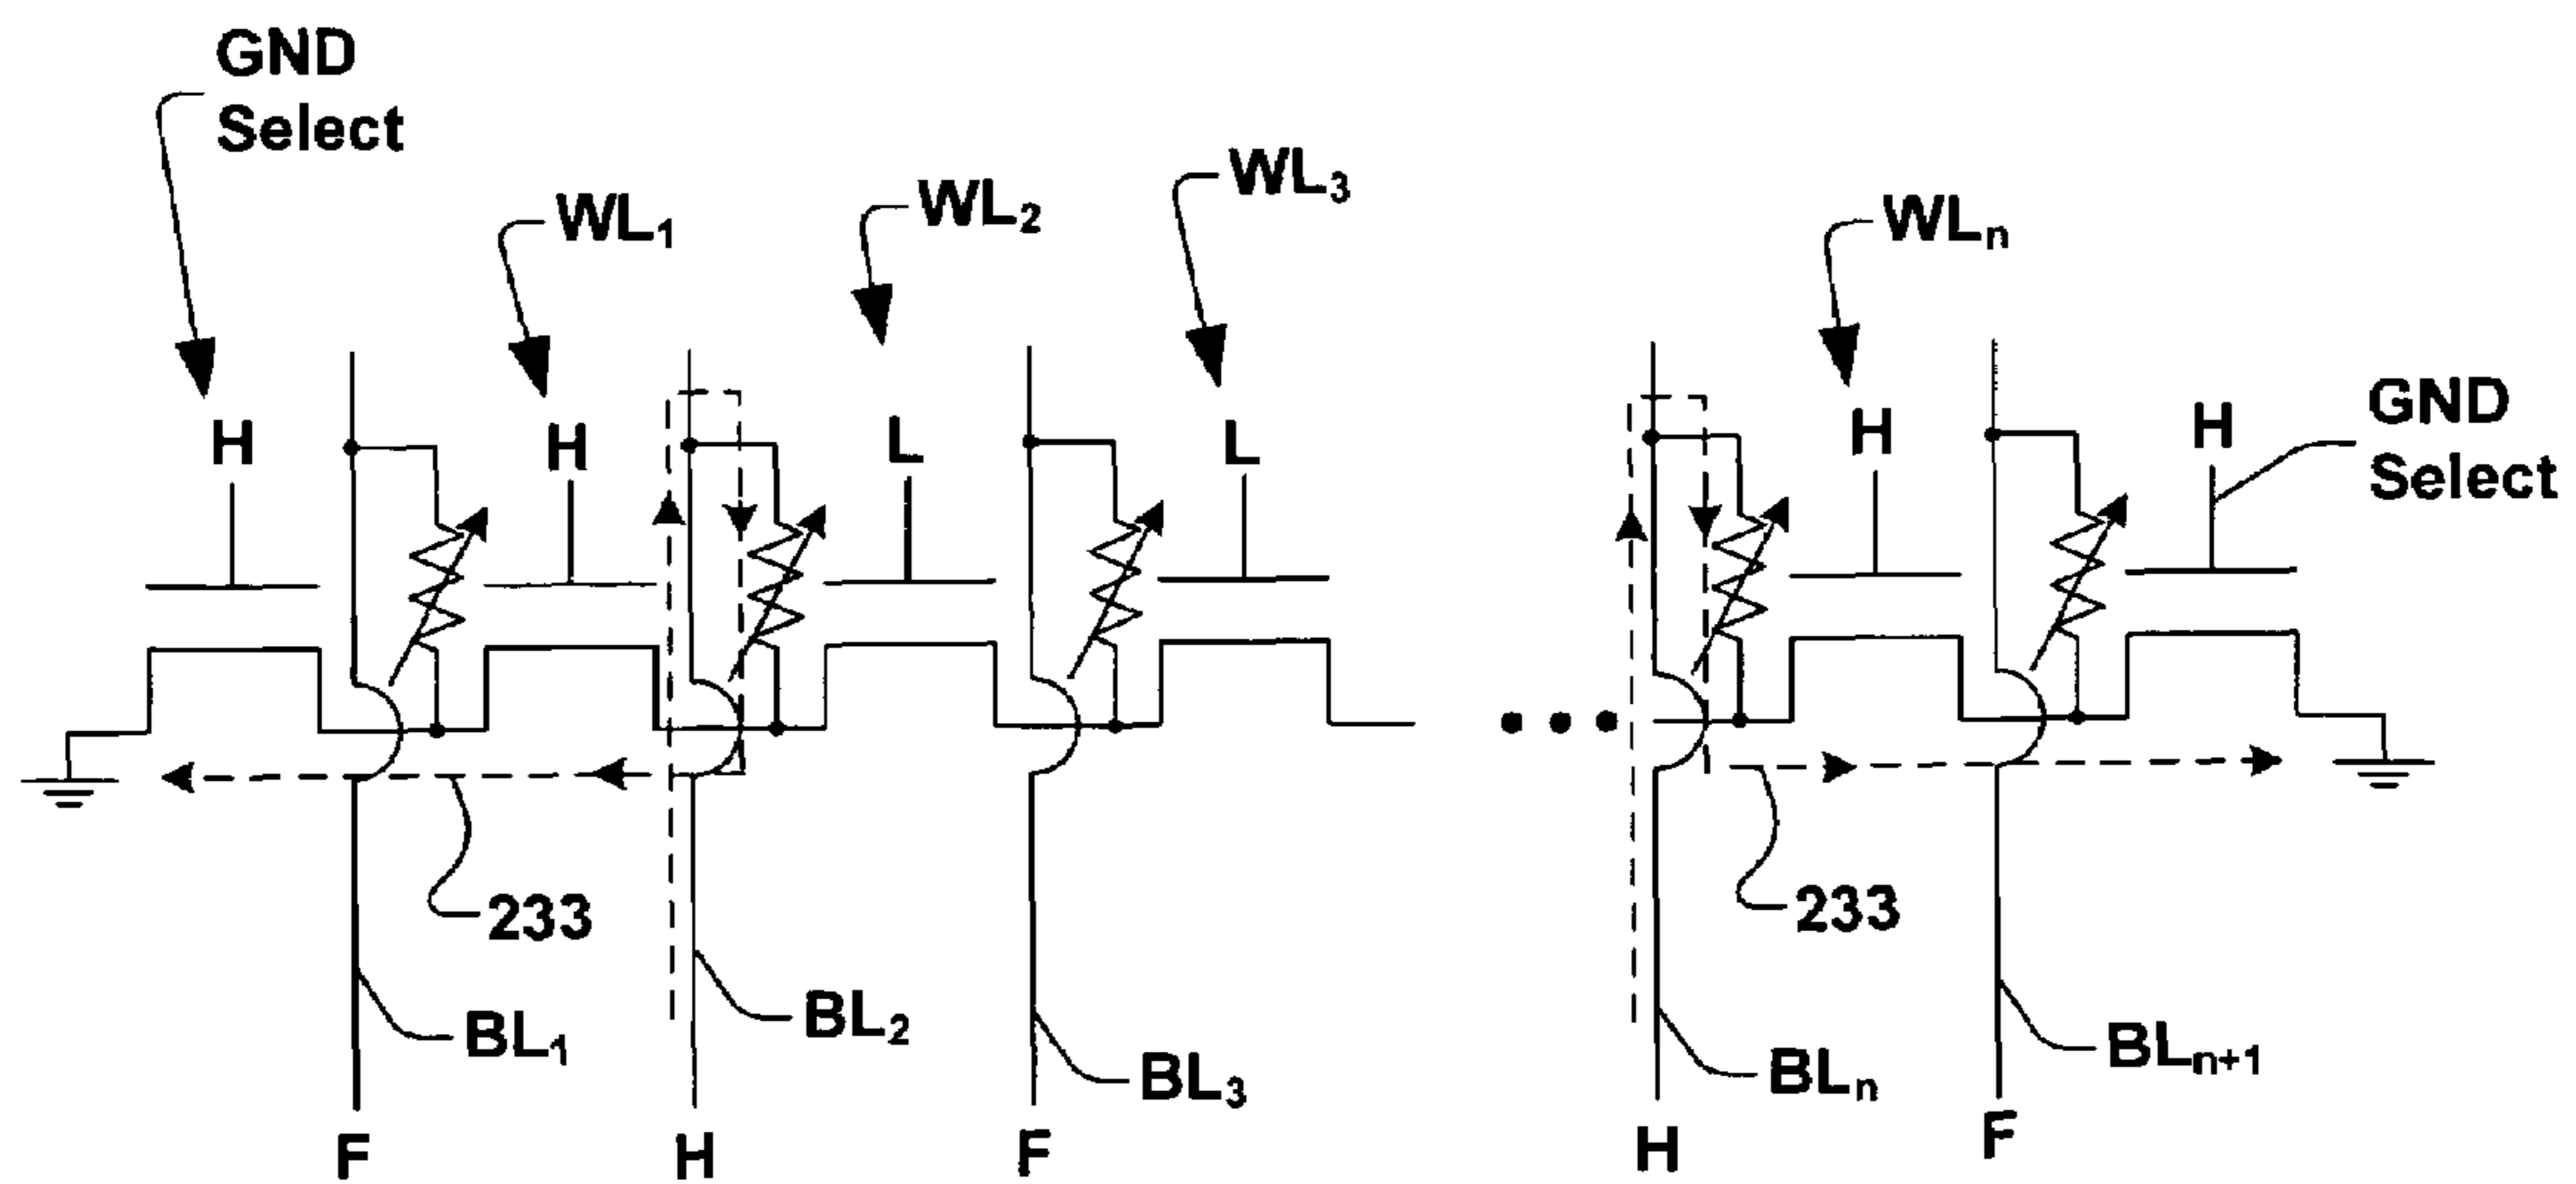 GND
Select
WL₁
WL₂
WL₃
WLₙ
GND
Select
H
H
L
L
H
H
233
233
BL₁
BL₂
BL₃
BLₙ
BLₙ₊₁
F
H
F
H
F